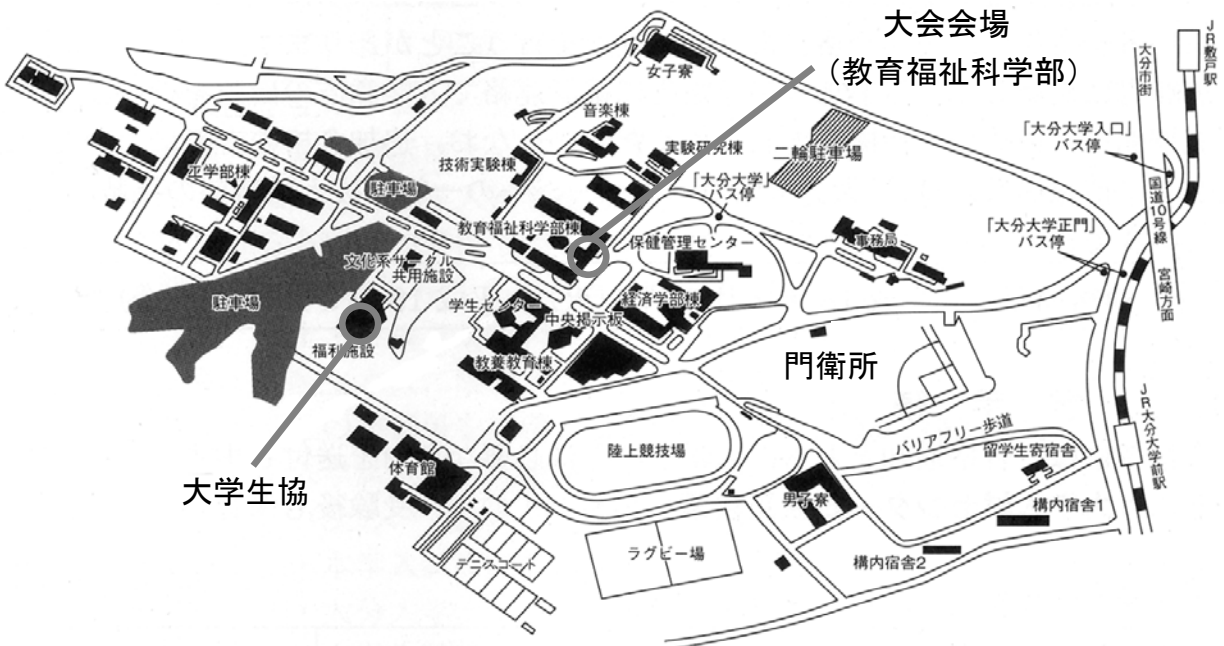 大会会場
（教育福祉科学部）
JR敷戸駅
大分市街
女子寮
音楽棟
「大分大学入口」
バス停
実験研究棟
二輪駐車場
技術実験棟
工学部棟
駐車場
「大分大学」
バス停
国道10号線
教育福祉科学部棟
保健管理センター
事務局
「大分大学正門」
バス停
文化系サークル
共用施設
宮崎方面
駐車場
学生センター
経済学部棟
中央掲示板
福利施設
教養教育棟
門衛所
バリアフリー歩道
JR大分大学前駅
陸上競技場
留学生寄宿舎
体育館
大学生協
男子寮
構内宿舎1
ラグビー場
テニスコート
構内宿舎2